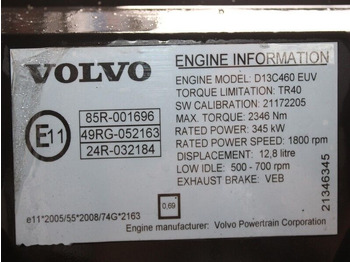 VOLVO
ENGINE INFORMATION
ENGINE MODEL: D13C460 EUV
TORQUE LIMITATION: TR40
SW CALIBRATION: 21172205
MAX. TORQUE: 2346 Nm
RATED POWER: 345 kW
RATED POWER SPEED: 1800 rpm
DISPLACEMENT: 12,8 litre
LOW IDLE: 500 - 700 rpm
EXHAUST BRAKE: VEB
E11
85R-001696
49RG-052163
24R-032184
0,69
e11*2005/55*2008/74G*2163
Engine manufacturer: Volvo Powertrain Corporation
21346345